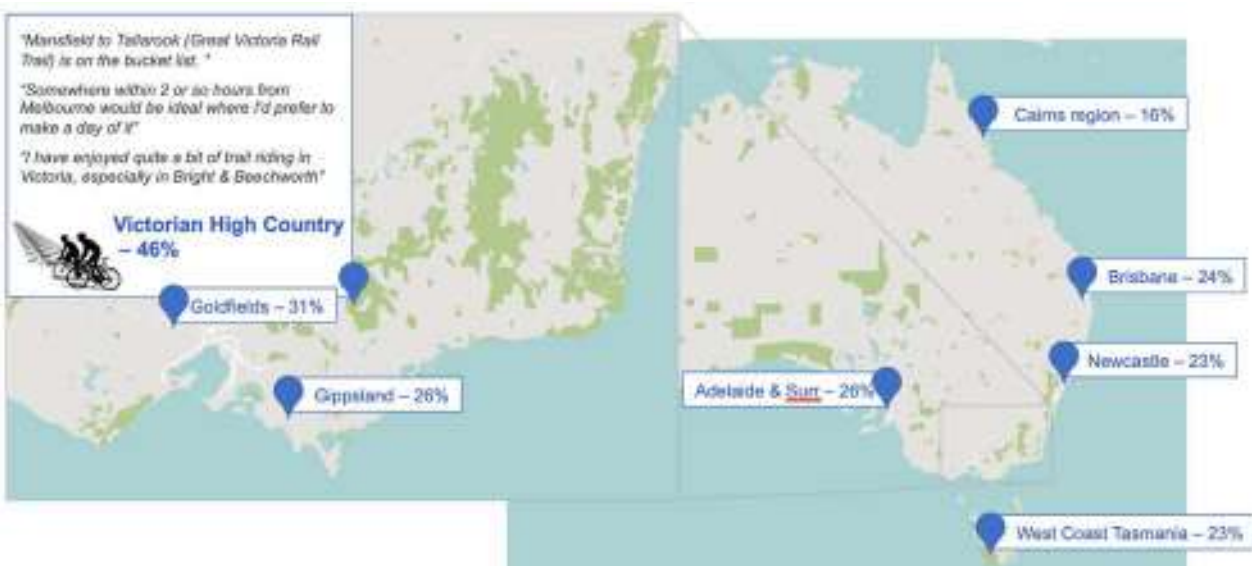 "Mansfield to Tallarook (Great Victoria Rail
Trail) is on the bucket list. "
"Somewhere within 2 or so hours from
Melbourne would be ideal where I'd prefer to
make a day of it"
"I have enjoyed quite a bit of trail riding in
Victoria, especially in Bright & Beechworth"
Victorian High Country
– 46%
Goldfields – 31%
Gippsland – 26%
Cairns region – 16%
Brisbane – 24%
Newcastle – 23%
Adelaide & Surr – 26%
West Coast Tasmania – 23%